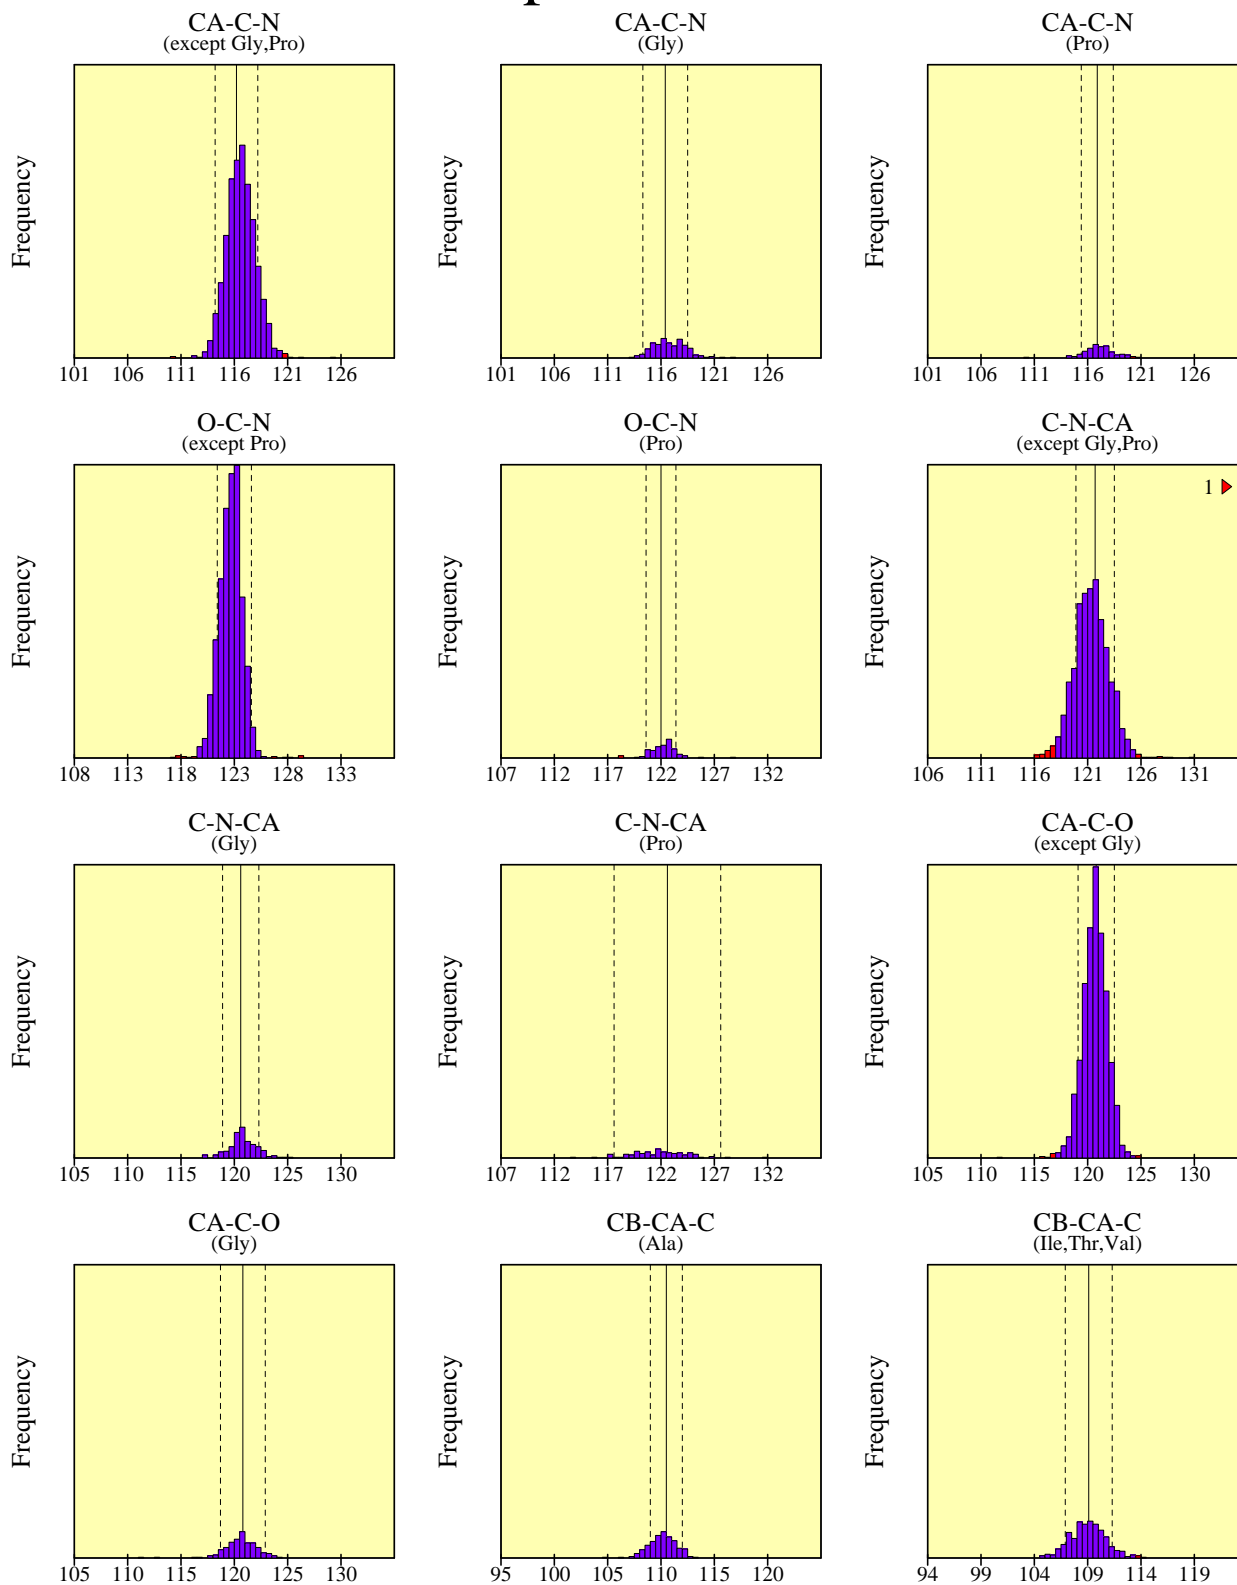 CA-C-N CA-C-N CA-C-N
(except Gly,Pro) (Gly) (Pro)
Frequency Frequency Frequency
101 106 111 116 121 126 101 106 111 116 121 126 101 106 111 116 121 126
O-C-N O-C-N C-N-CA
(except Pro) (Pro) (except Gly,Pro)
1
Frequency Frequency Frequency
108 113 118 123 128 133 107 112 117 122 127 132 106 111 116 121 126 131
C-N-CA C-N-CA CA-C-O
(Gly) (Pro) (except Gly)
Frequency Frequency Frequency
105 110 115 120 125 130 107 112 117 122 127 132 105 110 115 120 125 130
CA-C-O CB-CA-C CB-CA-C
(Gly) (Ala) (Ile,Thr,Val)
Frequency Frequency Frequency
105 110 115 120 125 130 95 100 105 110 115 120 94 99 104 109 114 119